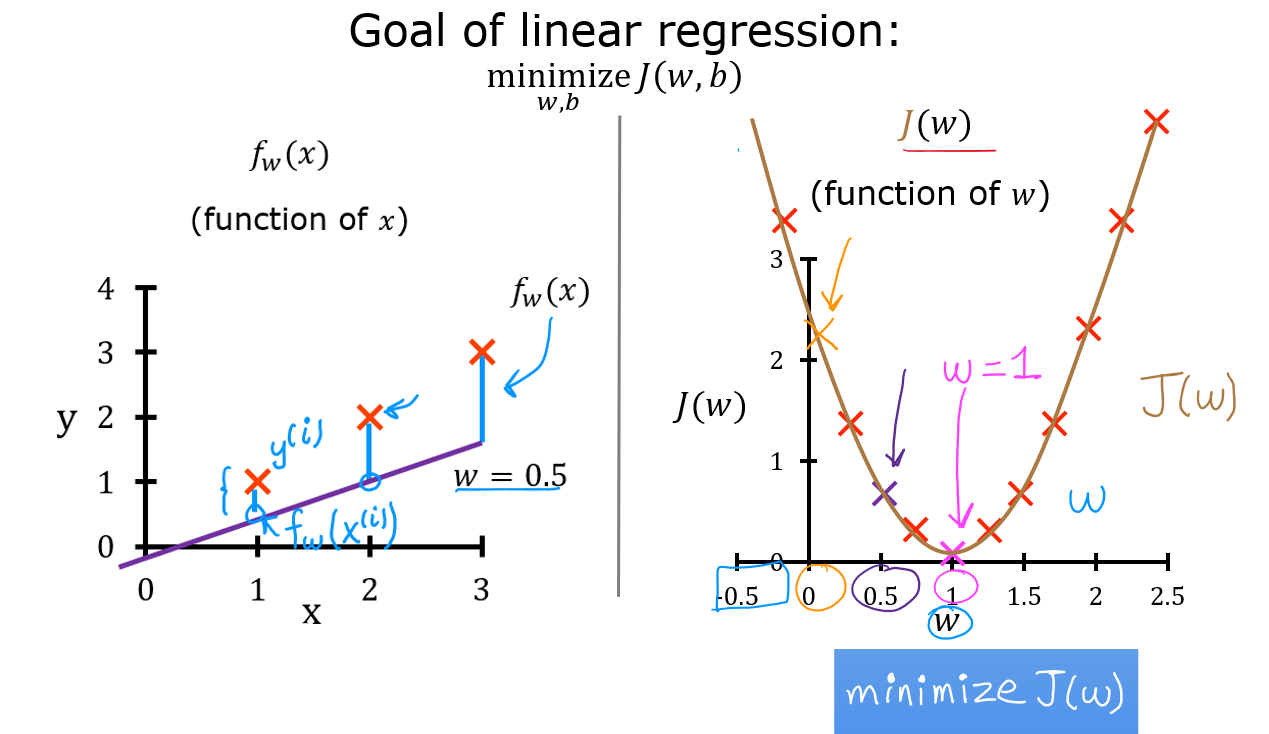 Goal of linear regression:
minimize J(w, b)
w,b
f_w(x)
(function of x)
f_w(x)
4
3
2
1
0
y
y^(i)
{
f_w(x^(i))
w = 0.5
0 1 2 3
x
J(w)
(function of w)
3
2
1
0
w=1
J(w)
J(w)
w
-0.5 0 0.5 1 1.5 2 2.5
w
minimize J(w)